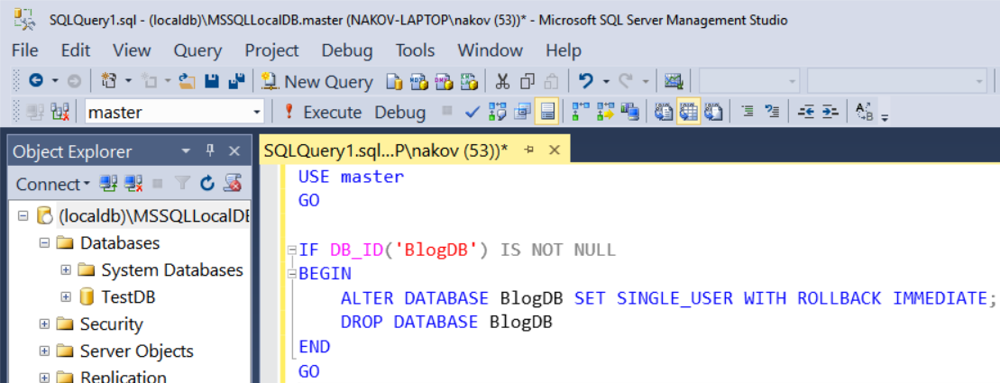 SQLQuery1.sql - (localdb)\MSSQLLocalDB.master (NAKOV-LAPTOP\nakov (53))* - Microsoft SQL Server Management Studio
File Edit View Query Project Debug Tools Window Help
New Query
master Execute Debug
Object Explorer
Connect
(localdb)\MSSQLLocalDB
Databases
System Databases
TestDB
Security
Server Objects
Replication
SQLQuery1.sql...P\nakov (53))*
USE master
GO
IF DB_ID('BlogDB') IS NOT NULL
BEGIN
ALTER DATABASE BlogDB SET SINGLE_USER WITH ROLLBACK IMMEDIATE;
DROP DATABASE BlogDB
END
GO